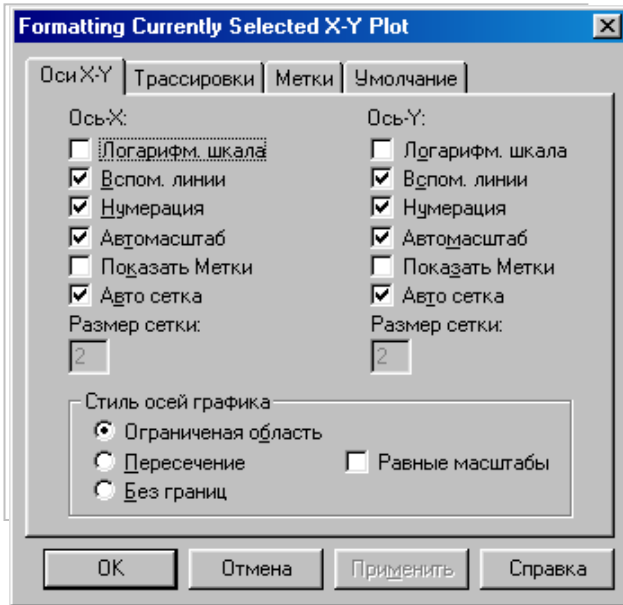 Formatting Currently Selected X-Y Plot
Оси X-Y Трассировки Метки Умолчание
Ось-X: Ось-Y:
Логарифм. шкала Логарифм. шкала
Вспом. линии Вспом. линии
Нумерация Нумерация
Автомасштаб Автомасштаб
Показать Метки Показать Метки
Авто сетка Авто сетка
Размер сетки: Размер сетки:
2 2
Стиль осей графика
Ограниченая область
Пересечение Равные масштабы
Без границ
OK Отмена Применить Справка